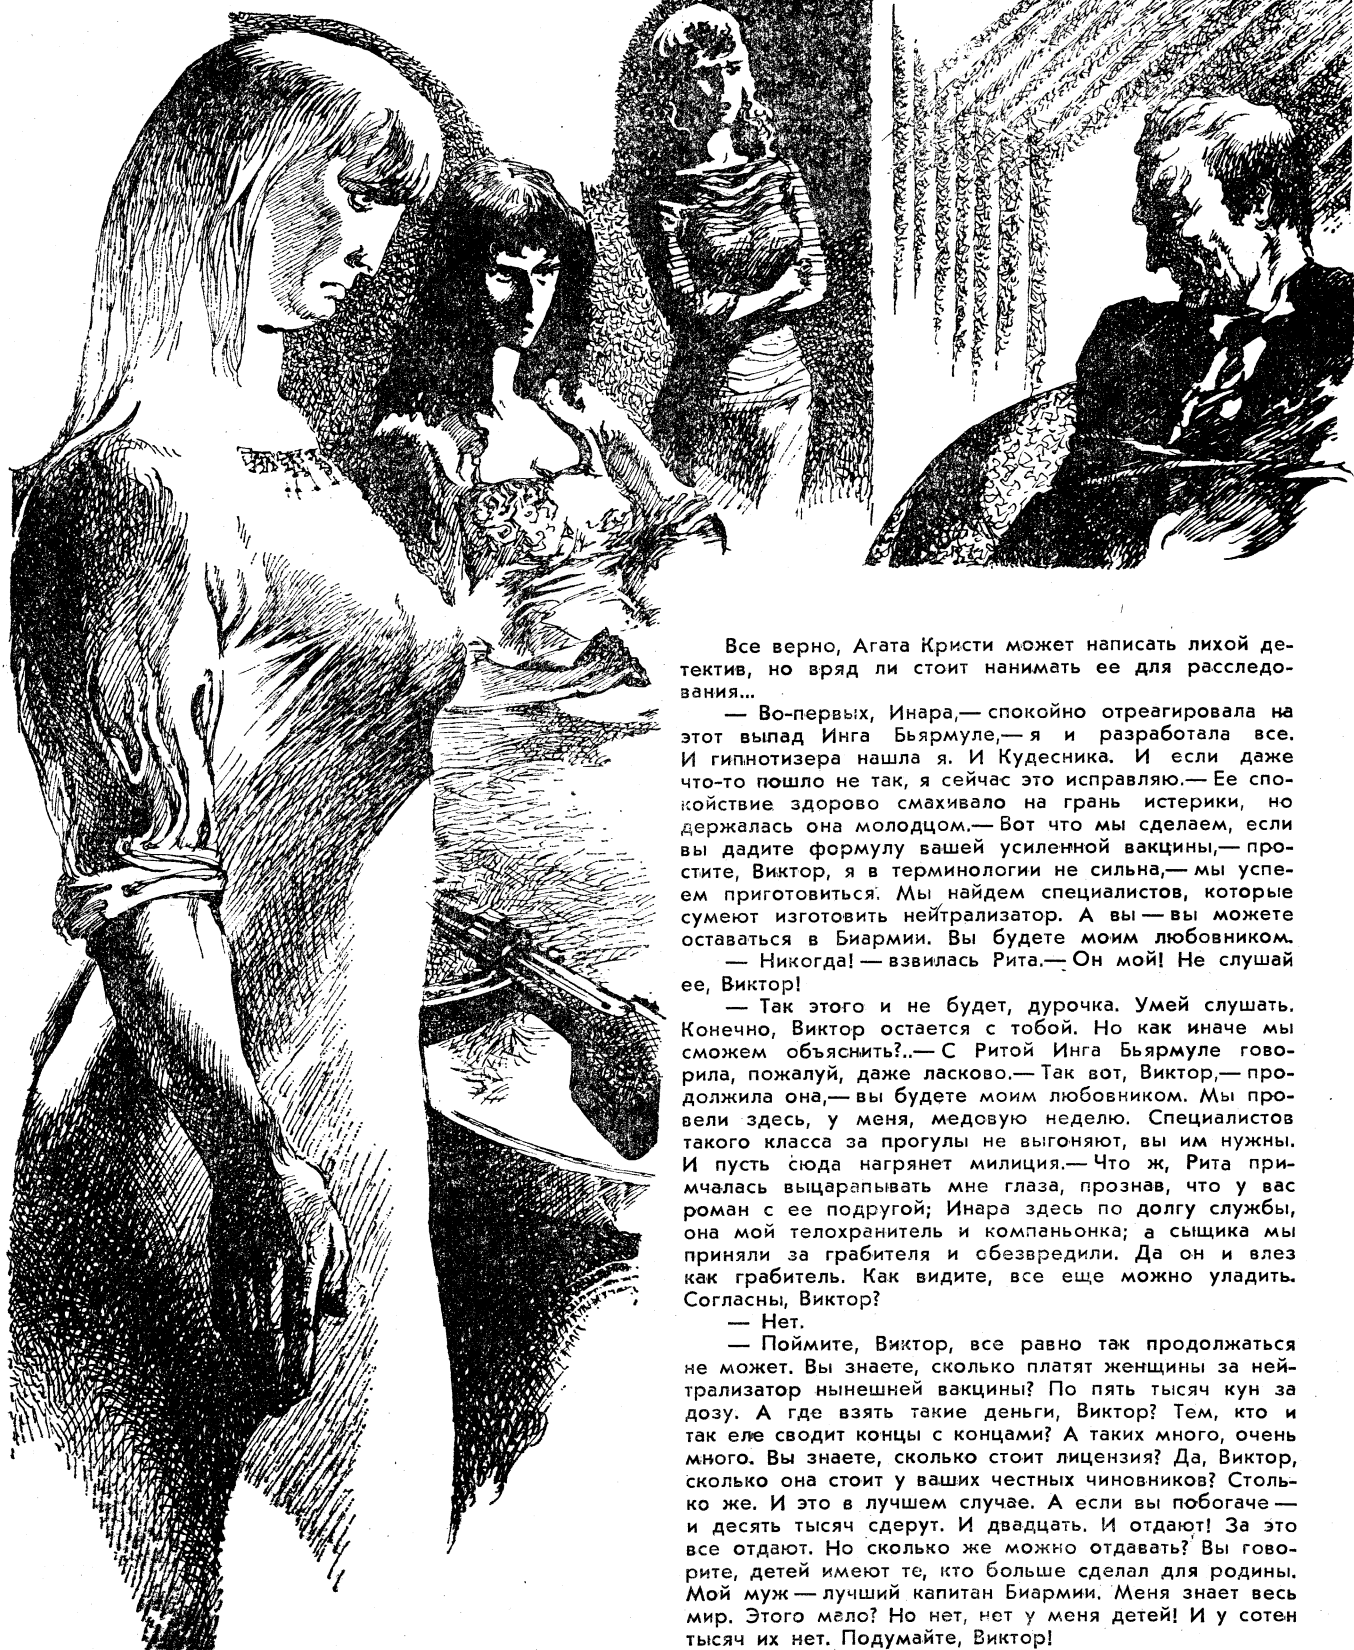 Все верно, Агата Кристи может написать лихой де-
тектив, но вряд ли стоит нанимать ее для расследо-
вания...
— Во-первых, Инара,— спокойно отреагировала на
этот выпад Инга Бьярмуле,— я и разработала все.
И гипнотизера нашла я. И Кудесника. И если даже
что-то пошло не так, я сейчас это исправляю.— Ее спо-
койствие здорово смахивало на грань истерики, но
держалась она молодцом.— Вот что мы сделаем, если
вы дадите формулу вашей усиленной вакцины,— про-
стите, Виктор, я в терминологии не сильна,— мы успе-
ем приготовиться. Мы найдем специалистов, которые
сумеют изготовить нейтрализатор. А вы — вы можете
оставаться в Биармии. Вы будете моим любовником.
— Никогда! — взвилась Рита.— Он мой! Не слушай
ее, Виктор!
— Так этого и не будет, дурочка. Умей слушать.
Конечно, Виктор остается с тобой. Но как иначе мы
сможем объяснить?..— С Ритой Инга Бьярмуле гово-
рила, пожалуй, даже ласково.— Так вот, Виктор,— про-
должила она,— вы будете моим любовником. Мы про-
вели здесь, у меня, медовую неделю. Специалистов
такого класса за прогулы не выгоняют, вы им нужны.
И пусть сюда нагрянет милиция.— Что ж, Рита при-
мчалась выцарапывать мне глаза, прознав, что у вас
роман с ее подругой; Инара здесь по долгу службы,
она мой телохранитель и компаньонка; а сыщика мы
приняли за грабителя и обезвредили. Да он и влез
как грабитель. Как видите, все еще можно уладить.
Согласны, Виктор?
— Нет.
— Поймите, Виктор, все равно так продолжаться
не может. Вы знаете, сколько платят женщины за ней-
трализатор нынешней вакцины? По пять тысяч кун за
дозу. А где взять такие деньги, Виктор? Тем, кто и
так еле сводит концы с концами? А таких много, очень
много. Вы знаете, сколько стоит лицензия? Да, Виктор,
сколько она стоит у ваших честных чиновников? Столь-
ко же. И это в лучшем случае. А если вы побогаче —
и десять тысяч сдерут. И двадцать. И отдают! За это
все отдают. Но сколько же можно отдавать? Вы гово-
рите, детей имеют те, кто больше сделал для родины.
Мой муж — лучший капитан Биармии. Меня знает весь
мир. Этого мало? Но нет, нет у меня детей! И у сотен
тысяч их нет. Подумайте, Виктор!